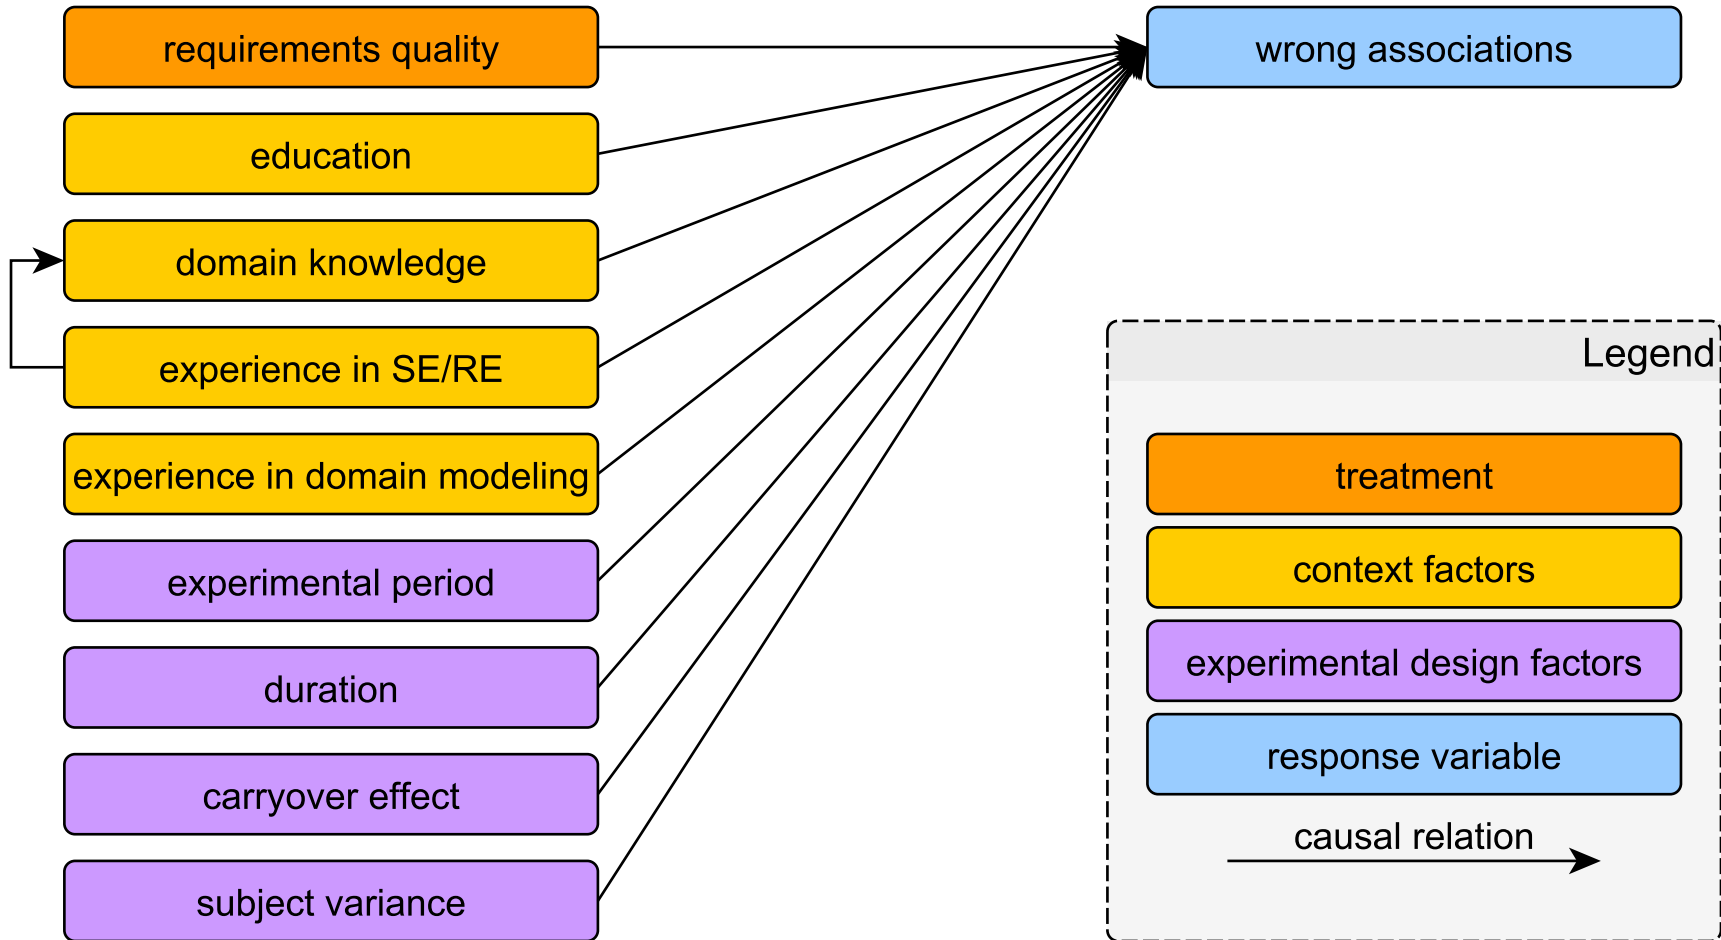 requirements quality
wrong associations
education
domain knowledge
experience in SE/RE
experience in domain modeling
experimental period
duration
carryover effect
subject variance
Legend
treatment
context factors
experimental design factors
response variable
causal relation